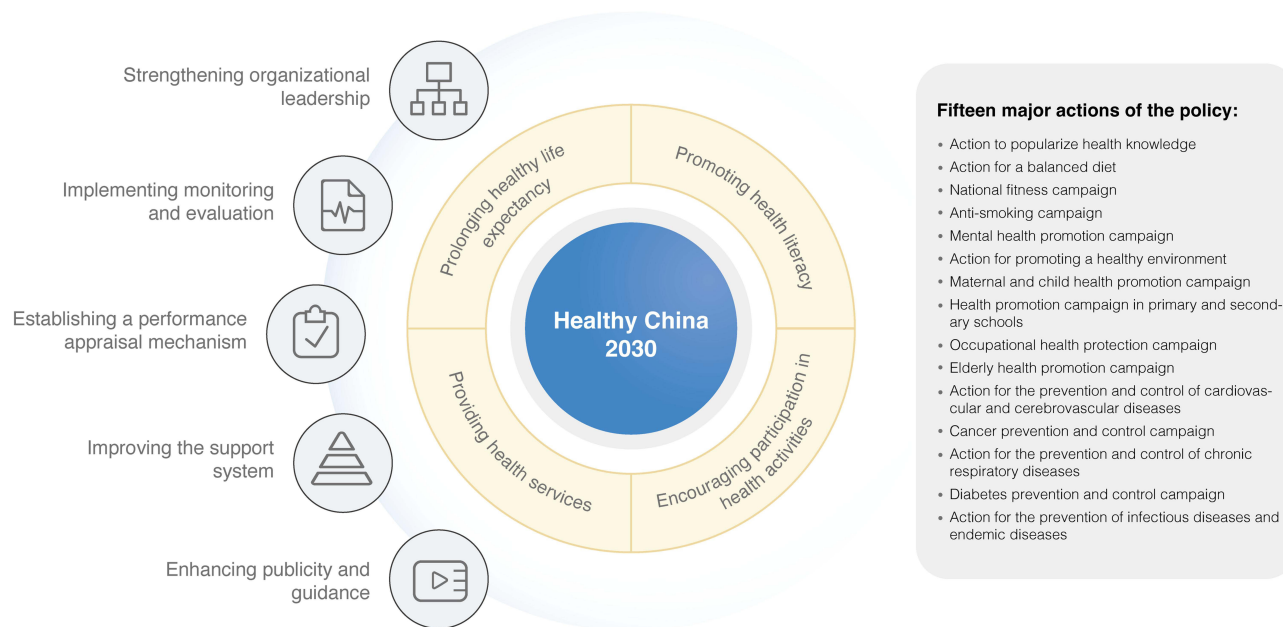 Strengthening organizational
leadership
Implementing monitoring
and evaluation
Establishing a performance
appraisal mechanism
Improving the support
system
Enhancing publicity and
guidance
Prolonging healthy life
expectancy
Promoting health literacy
Providing health services
Encouraging participation in
health activities
Healthy China
2030
Fifteen major actions of the policy:
• Action to popularize health knowledge
• Action for a balanced diet
• National fitness campaign
• Anti-smoking campaign
• Mental health promotion campaign
• Action for promoting a healthy environment
• Maternal and child health promotion campaign
• Health promotion campaign in primary and second-
ary schools
• Occupational health protection campaign
• Elderly health promotion campaign
• Action for the prevention and control of cardiovas-
cular and cerebrovascular diseases
• Cancer prevention and control campaign
• Action for the prevention and control of chronic
respiratory diseases
• Diabetes prevention and control campaign
• Action for the prevention of infectious diseases and
endemic diseases